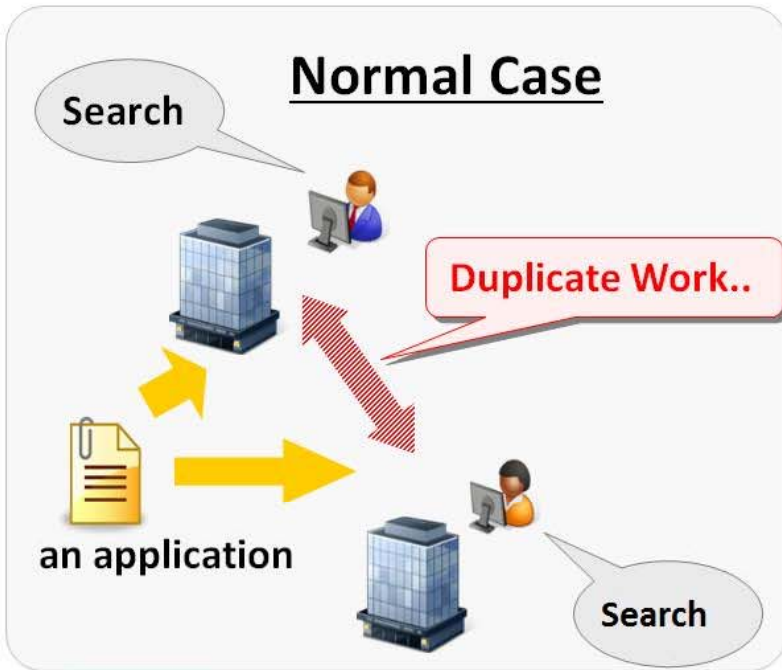 Normal Case
Search
Duplicate Work..
an application
Search